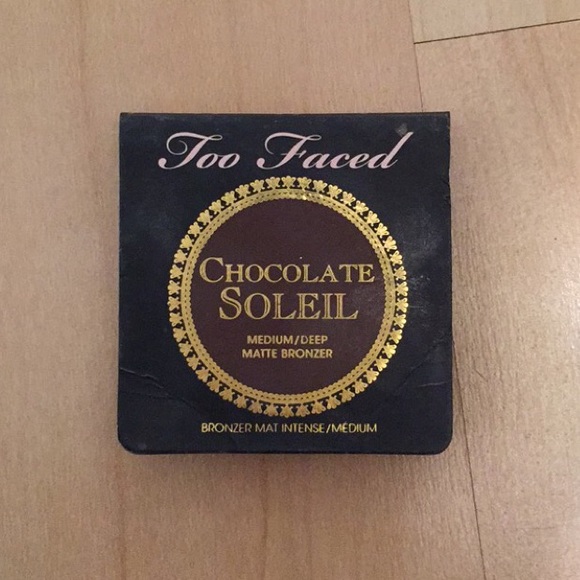 Too Faced
CHOCOLATE
SOLEIL
MEDIUM/DEEP
MATTE BRONZER
BRONZER MAT INTENSE/MÉDIUM